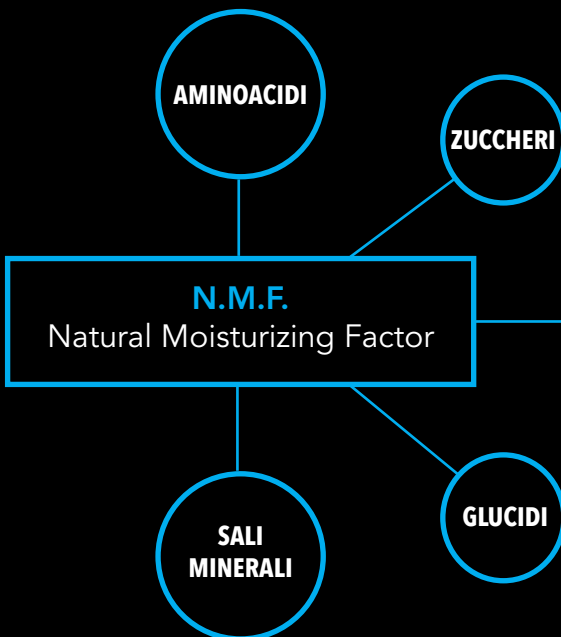 AMINOACIDI
ZUCCHERI
N.M.F.
Natural Moisturizing Factor
GLUCIDI
SALI
MINERALI